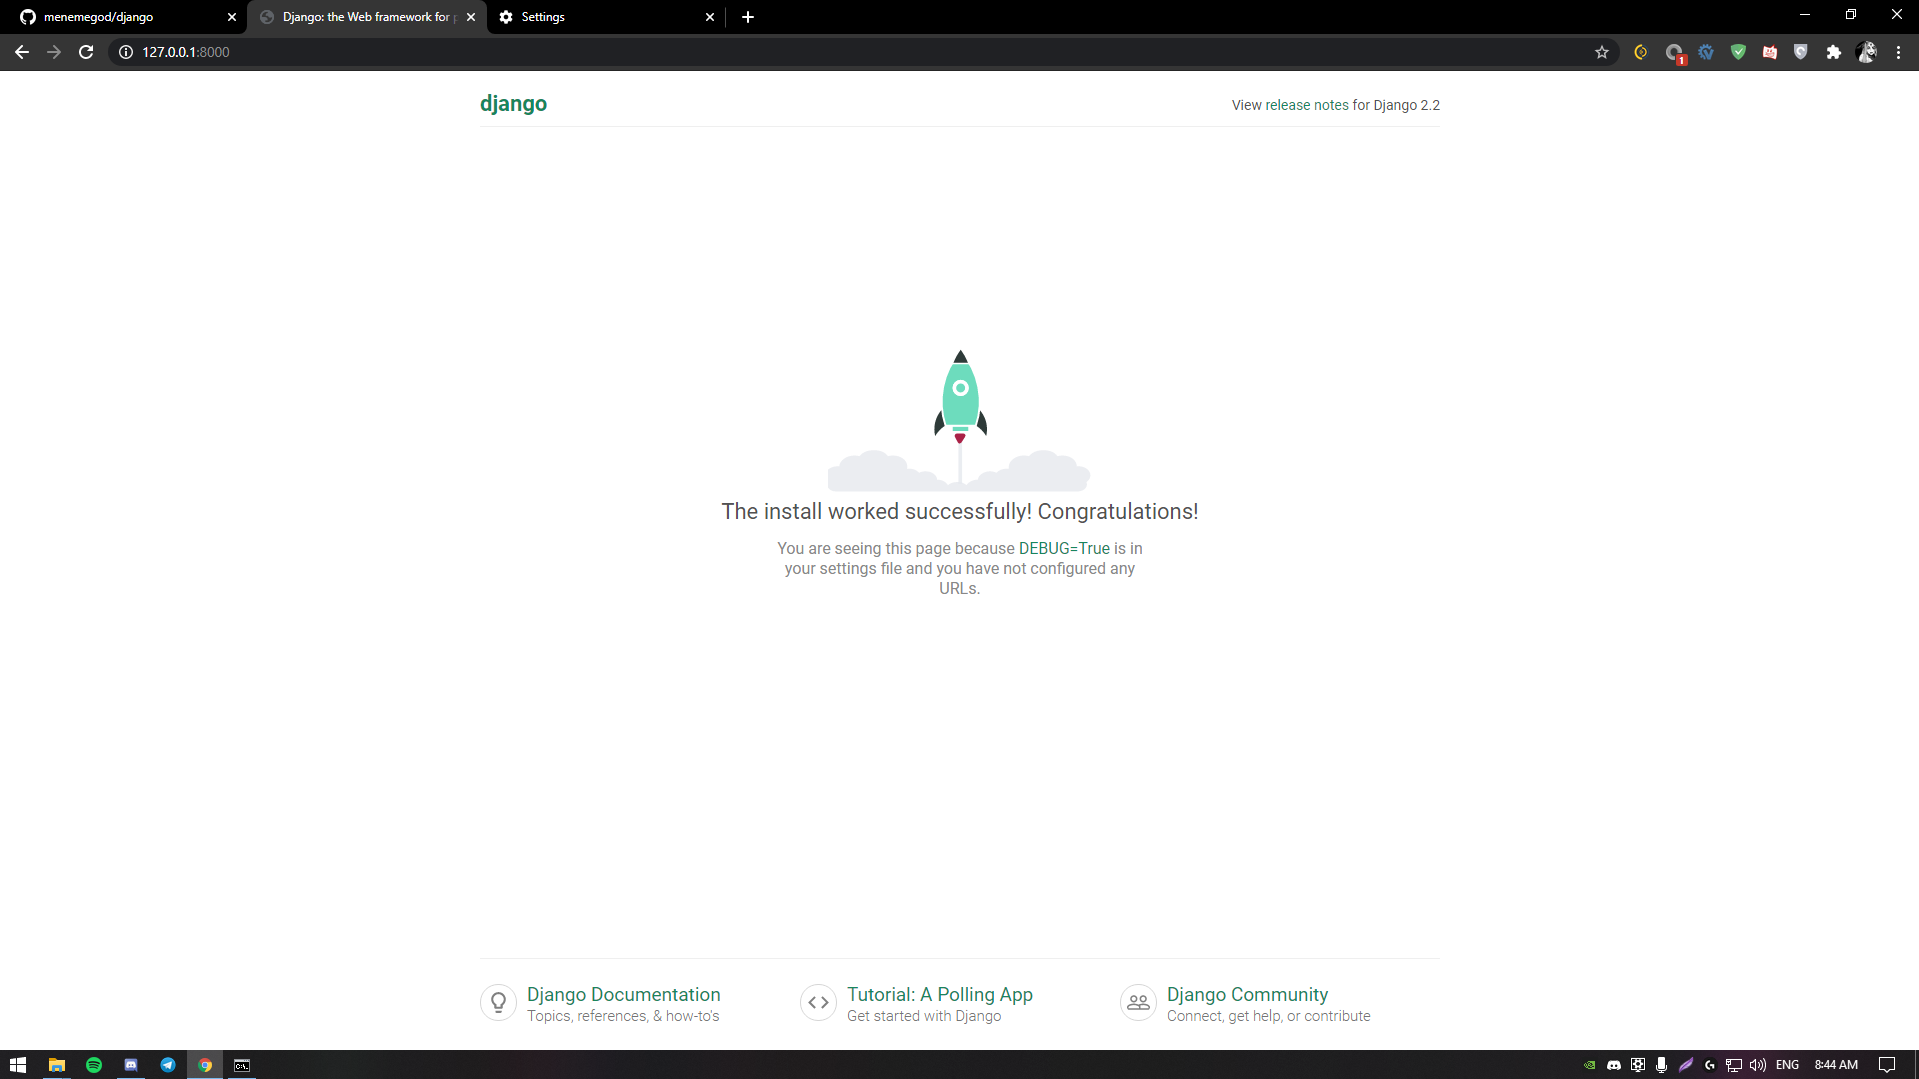 menemegod/django
Django: the Web framework for p
Settings
127.0.0.1:8000
1
django
View release notes for Django 2.2
The install worked successfully! Congratulations!
You are seeing this page because DEBUG=True is in
your settings file and you have not configured any
URLs.
Django Documentation
Topics, references, & how-to's
Tutorial: A Polling App
Get started with Django
Django Community
Connect, get help, or contribute
ENG
8:44 AM